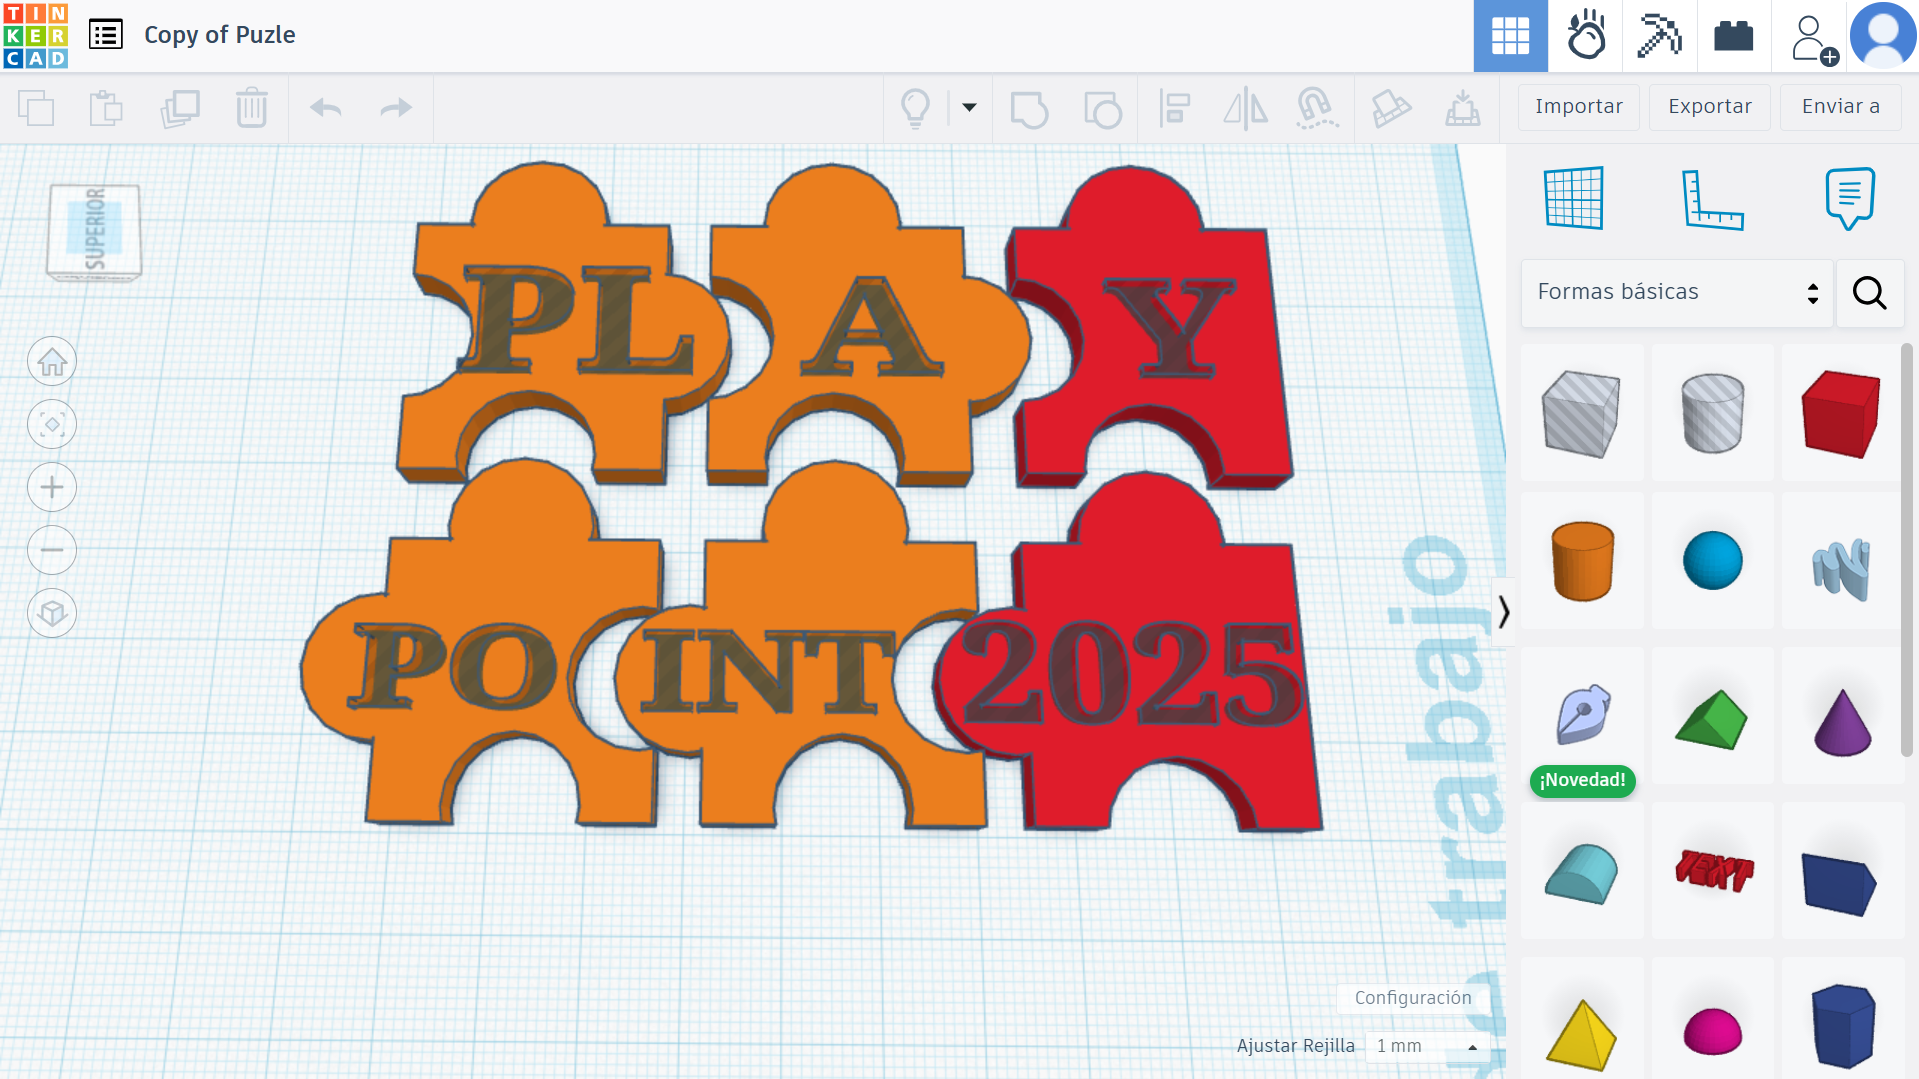 TIN
KER
CAD
Copy of Puzle
Importar
Exportar
Enviar a
SUPERIOR
PL A Y
PO INT 2025
trabajo
Formas básicas
¡Novedad!
TEXT
Configuración
Ajustar Rejilla 1 mm